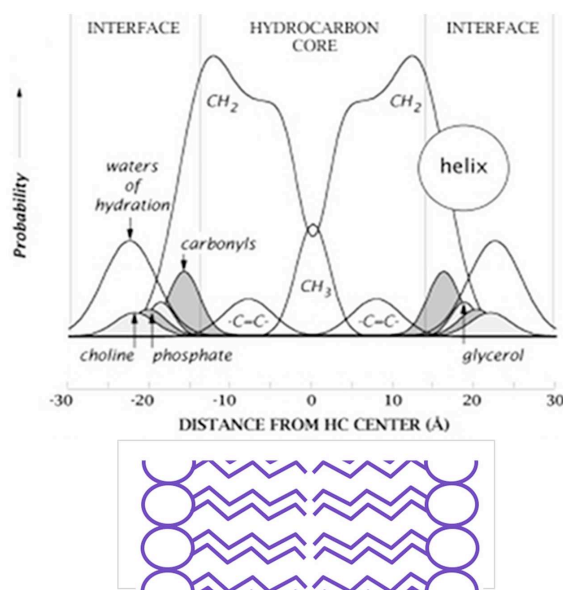 INTERFACE
HYDROCARBON
CORE
INTERFACE
CH2
CH2
waters
of
hydration
helix
Probability
carbonyls
CH3
-C=C-
-C=C-
choline
phosphate
glycerol
-30 -20 -10 0 10 20 30
DISTANCE FROM HC CENTER (Å)